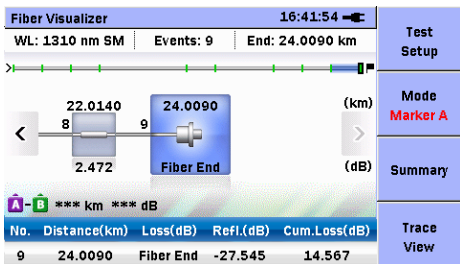 Fiber Visualizer 16:41:54
WL: 1310 nm SM Events: 9 End: 24.0090 km
22.0140 24.0090 (km)
8 9
2.472 Fiber End (dB)
A - B *** km *** dB
No. Distance(km) Loss(dB) Refl.(dB) Cum.Loss(dB)
9 24.0090 Fiber End -27.545 14.567
Test
Setup
Mode
Marker A
Summary
Trace
View